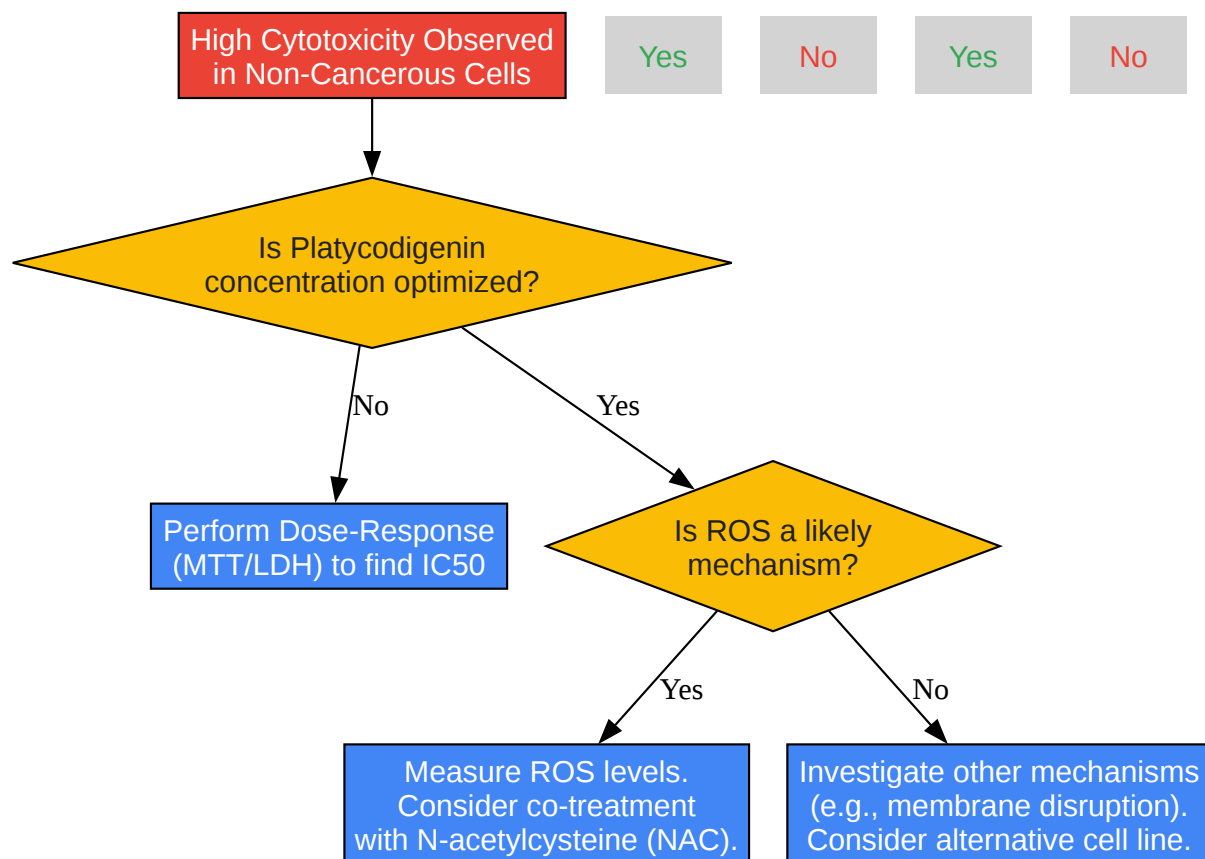 High Cytotoxicity Observed
in Non-Cancerous Cells
Yes
No
Yes
No
Is Platycodigenin
concentration optimized?
No
Yes
Perform Dose-Response
(MTT/LDH) to find IC50
Is ROS a likely
mechanism?
Yes
No
Measure ROS levels.
Consider co-treatment
with N-acetylcysteine (NAC).
Investigate other mechanisms
(e.g., membrane disruption).
Consider alternative cell line.